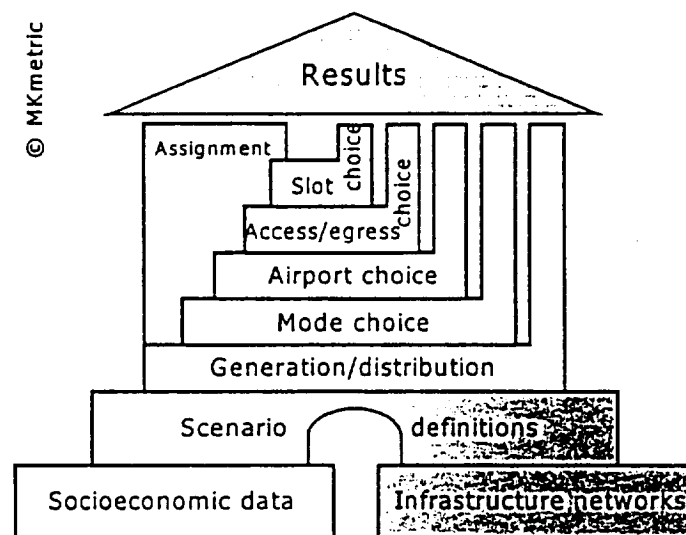 © MKmetric
Results
Assignment
Slot choice
Access/egress choice
Airport choice
Mode choice
Generation/distribution
Scenario definitions
Socioeconomic data
Infrastructure networks